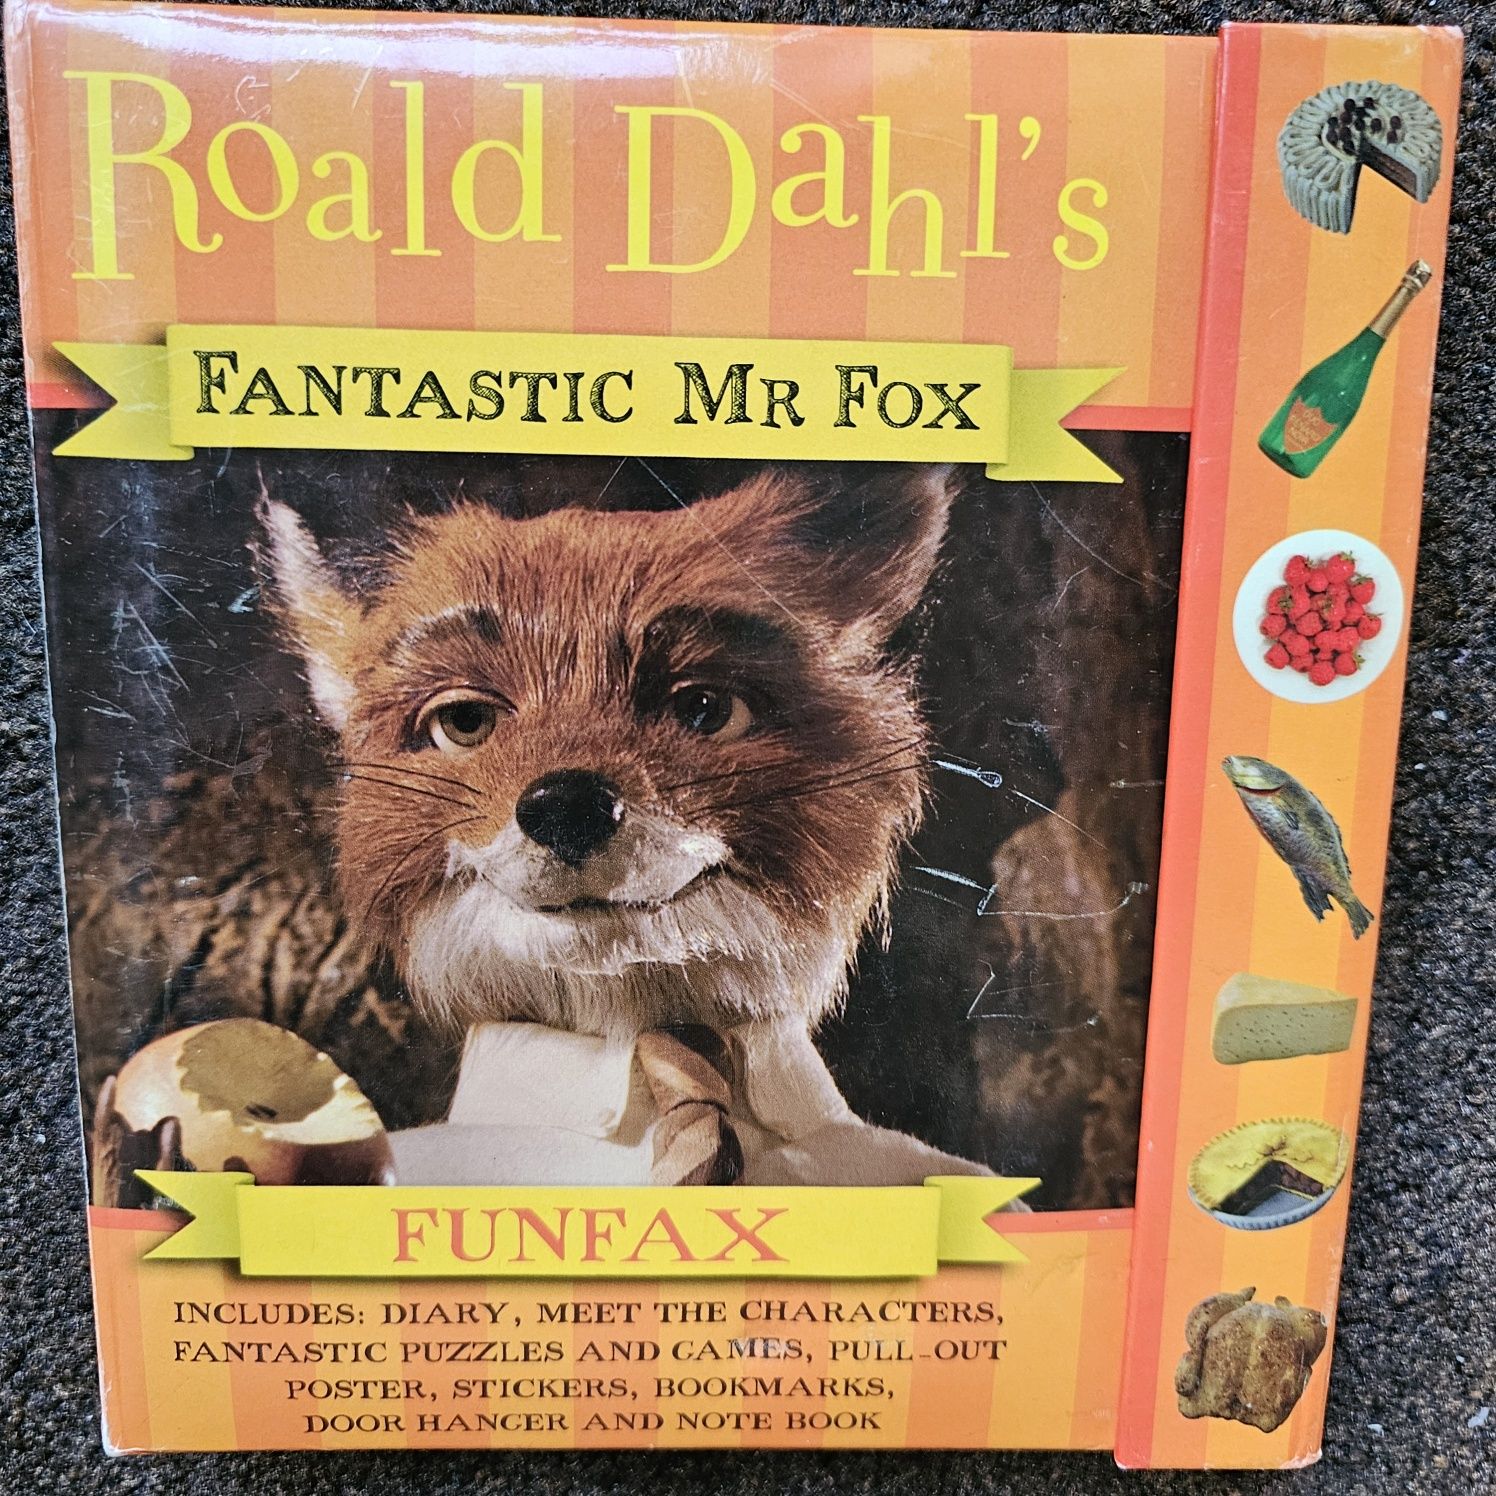 Roald Dahl's
FANTASTIC MR FOX
FUNFAX
INCLUDES: DIARY, MEET THE CHARACTERS,
FANTASTIC PUZZLES AND GAMES, PULL-OUT
POSTER, STICKERS, BOOKMARKS,
DOOR HANGER AND NOTE BOOK